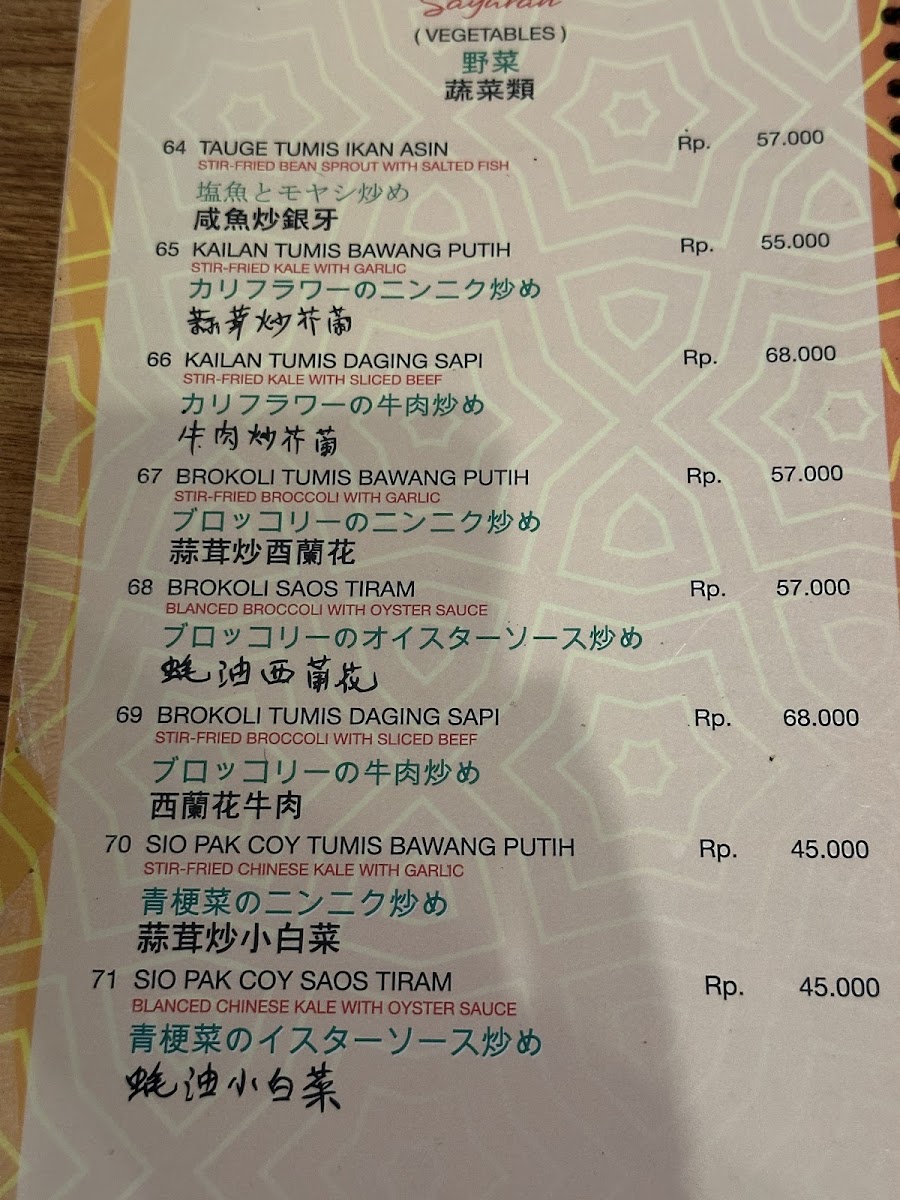 Sayuran
( VEGETABLES )
野菜
蔬菜類
64 TAUGE TUMIS IKAN ASIN Rp. 57.000
STIR-FRIED BEAN SPROUT WITH SALTED FISH
塩魚とモヤシ炒め
咸魚炒銀牙
65 KAILAN TUMIS BAWANG PUTIH Rp. 55.000
STIR-FRIED KALE WITH GARLIC
カリフラワーのニンニク炒め
蒜茸炒芥蘭
66 KAILAN TUMIS DAGING SAPI Rp. 68.000
STIR-FRIED KALE WITH SLICED BEEF
カリフラワーの牛肉炒め
牛肉炒芥蘭
67 BROKOLI TUMIS BAWANG PUTIH Rp. 57.000
STIR-FRIED BROCCOLI WITH GARLIC
ブロッコリーのニンニク炒め
蒜茸炒酉蘭花
68 BROKOLI SAOS TIRAM Rp. 57.000
BLANCED BROCCOLI WITH OYSTER SAUCE
ブロッコリーのオイスターソース炒め
蚝油西蘭花
69 BROKOLI TUMIS DAGING SAPI Rp. 68.000
STIR-FRIED BROCCOLI WITH SLICED BEEF
ブロッコリーの牛肉炒め
西蘭花牛肉
70 SIO PAK COY TUMIS BAWANG PUTIH Rp. 45.000
STIR-FRIED CHINESE KALE WITH GARLIC
青梗菜のニンニク炒め
蒜茸炒小白菜
71 SIO PAK COY SAOS TIRAM Rp. 45.000
BLANCED CHINESE KALE WITH OYSTER SAUCE
青梗菜のイスターソース炒め
蚝油小白菜